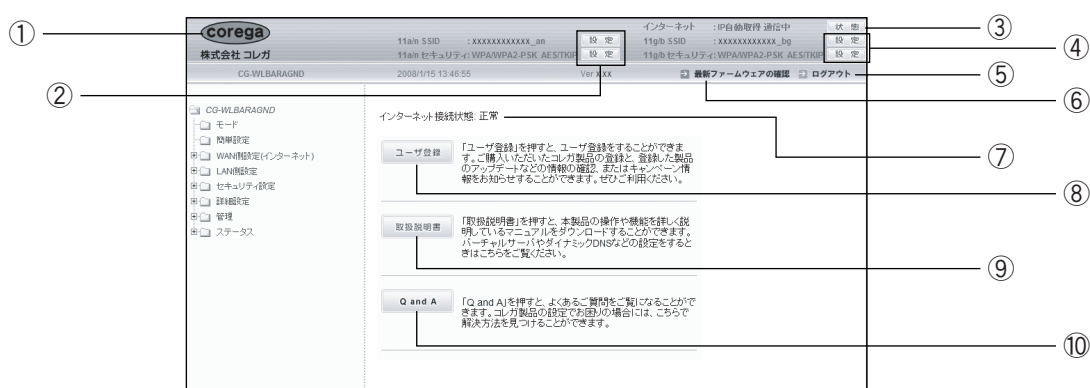 ①
corega
株式会社 コレガ
11a/n SSID : XXXXXXXXXXXX_an
設 定
11a/n セキュリティ: WPA/WPA2-PSK AES/TKIP
設 定
インターネット : IP自動取得 通信中
状 態
11g/b SSID : XXXXXXXXXXXX_bg
設 定
11g/b セキュリティ: WPA/WPA2-PSK AES/TKIP
設 定
③
④
CG-WLBARAGND
2008/1/15 13:46:55
Ver X.XX
最新ファームウェアの確認
ログアウト
⑤
②
⑥
CG-WLBARAGND
モード
簡単設定
WAN側設定(インターネット)
LAN側設定
セキュリティ設定
詳細設定
管理
ステータス
インターネット接続状態: 正常
⑦
ユーザ登録
「ユーザ登録」を押すと、ユーザ登録をすることができま
す。ご購入いただいたコレガ製品の登録と、登録した製品
のアップデートなどの情報の確認、またはキャンペーン情
報をお知らせすることができます。ぜひご利用ください。
⑧
取扱説明書
「取扱説明書」を押すと、本製品の操作や機能を詳しく説
明しているマニュアルをダウンロードすることができます。
バーチャルサーバやダイナミックDNSなどの設定をすると
きはこちらをご覧ください。
⑨
Q and A
「Q and A」を押すと、よくあるご質問をご覧になることがで
きます。コレガ製品の設定でお困りの場合には、こちらで
解決方法を見つけることができます。
⑩